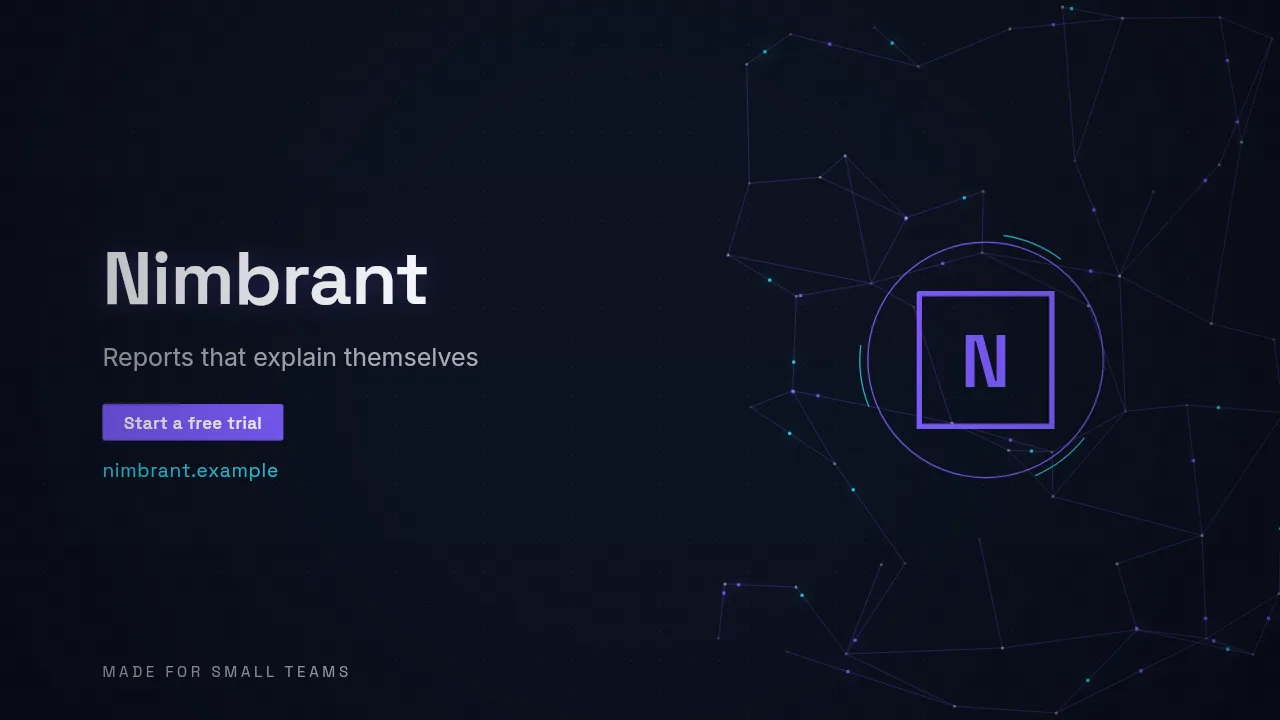 Nimbrant
Reports that explain themselves
Start a free trial
nimbrant.example
MADE FOR SMALL TEAMS
N